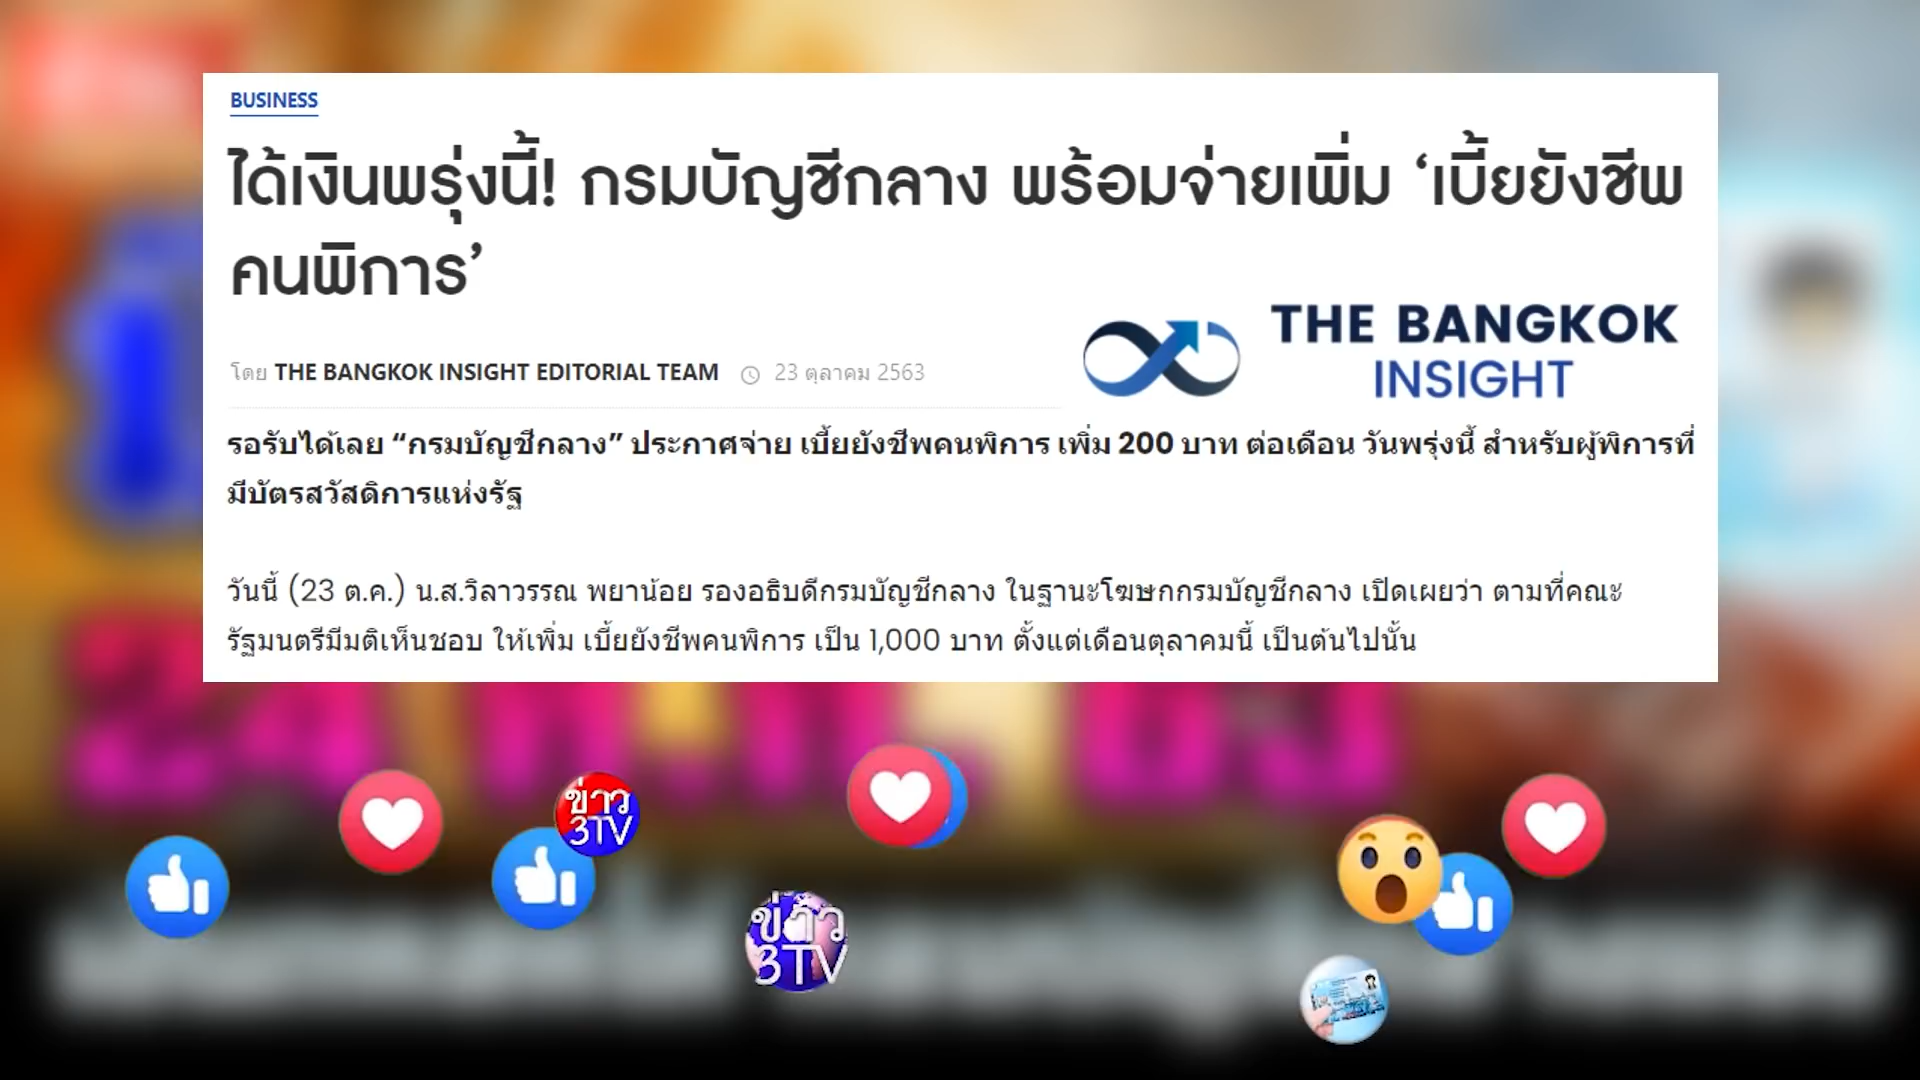 BUSINESS
ได้เงินพรุ่งนี้! กรมบัญชีกลาง พร้อมจ่ายเพิ่ม ‘เบี้ยยังชีพ
คนพิการ’
THE BANGKOK
INSIGHT
โดย THE BANGKOK INSIGHT EDITORIAL TEAM 23 ตุลาคม 2563
รอรับได้เลย “กรมบัญชีกลาง” ประกาศจ่าย เบี้ยยังชีพคนพิการ เพิ่ม 200 บาท ต่อเดือน วันพรุ่งนี้ สำหรับผู้พิการที่
มีบัตรสวัสดิการแห่งรัฐ
วันนี้ (23 ต.ค.) น.ส.วิลาวรรณ พยาน้อย รองอธิบดีกรมบัญชีกลาง ในฐานะโฆษกกรมบัญชีกลาง เปิดเผยว่า ตามที่คณะ
รัฐมนตรีมีมติเห็นชอบ ให้เพิ่ม เบี้ยยังชีพคนพิการ เป็น 1,000 บาท ตั้งแต่เดือนตุลาคมนี้ เป็นต้นไปนั้น
ข่าว
3TV
ข่าว
3TV